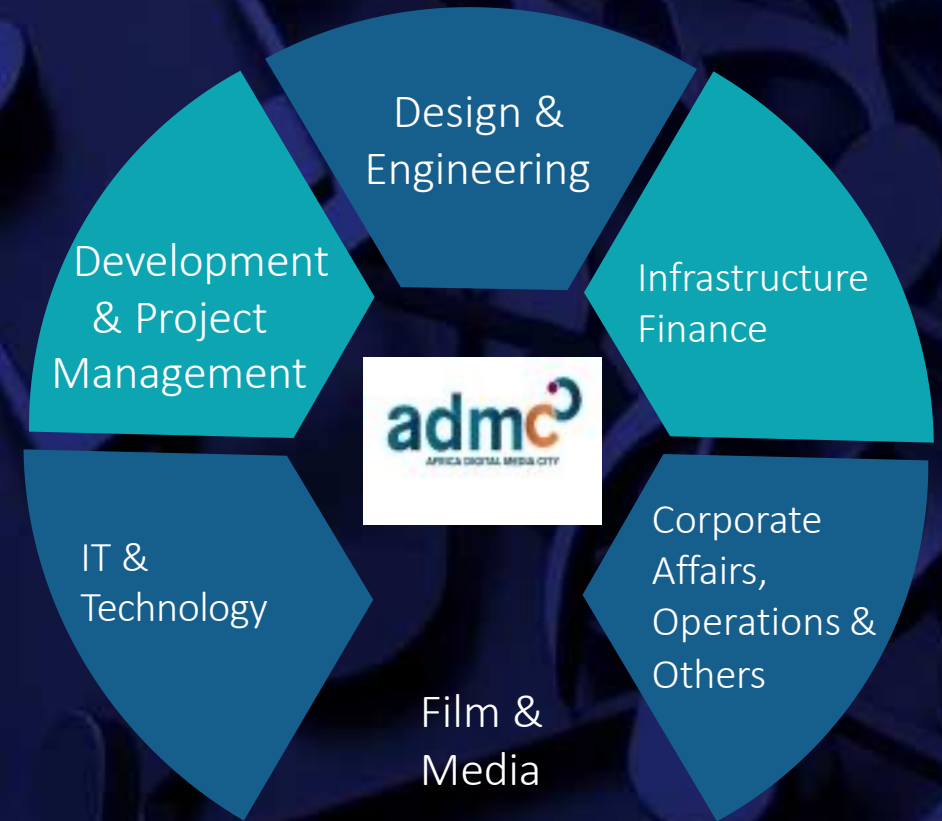 Design &
Engineering
Development
& Project
Management
Infrastructure
Finance
admc
AFRICA DIGITAL MEDIA CITY
IT &
Technology
Corporate
Affairs,
Operations &
Others
Film &
Media